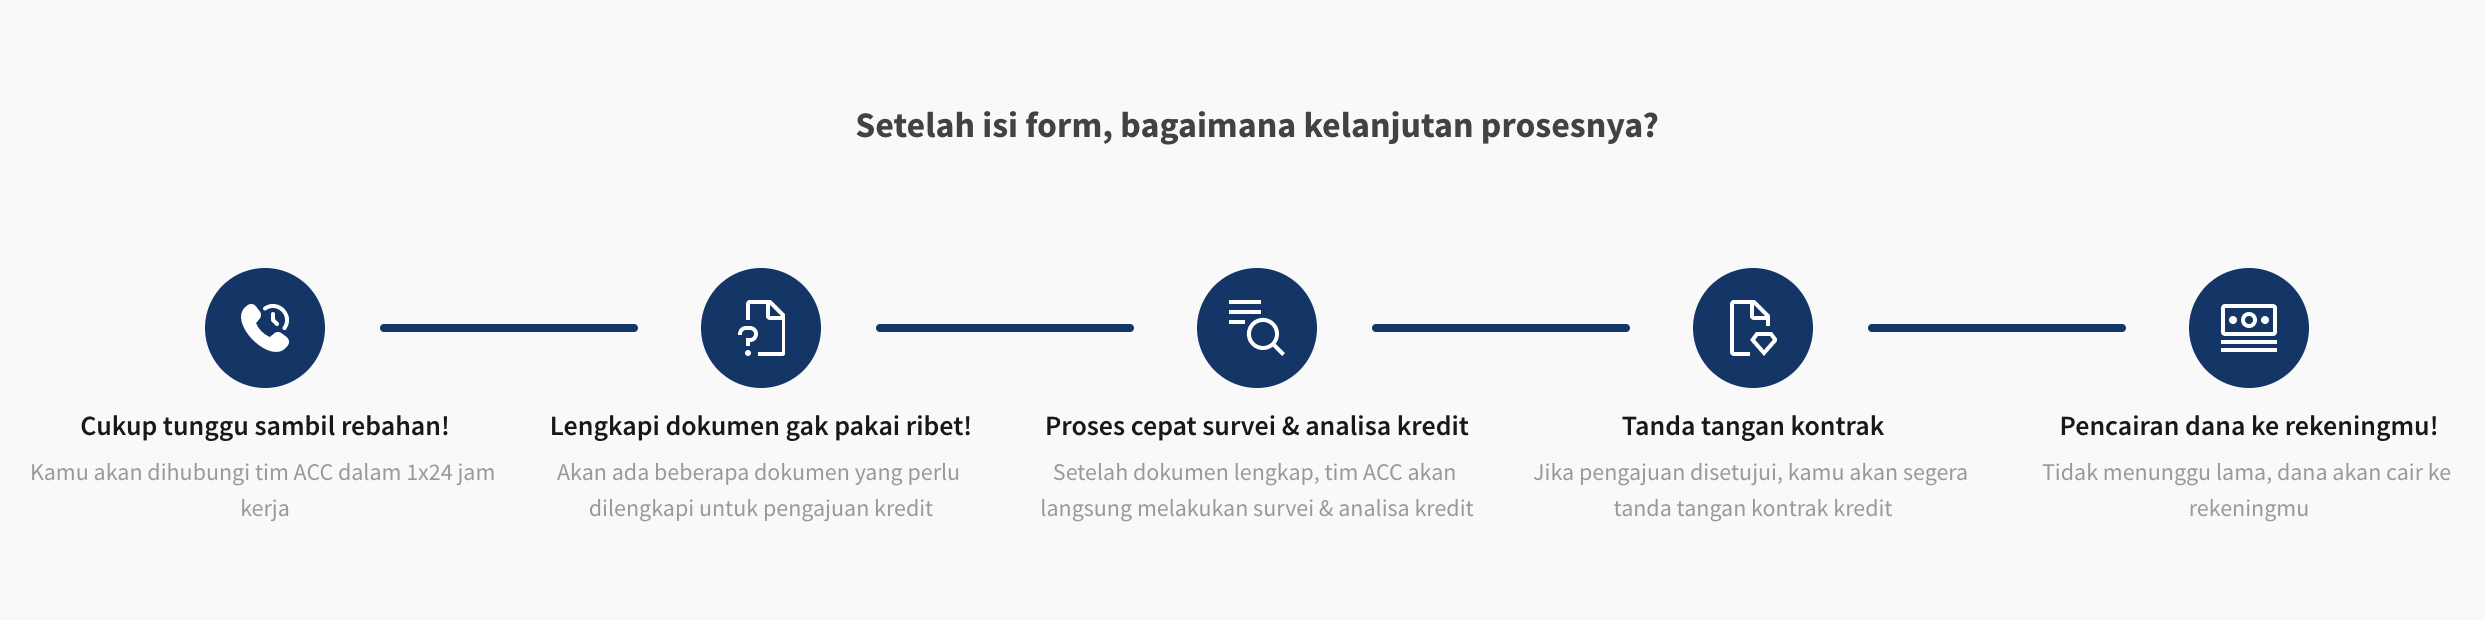 Setelah isi form, bagaimana kelanjutan prosesnya?
Cukup tunggu sambil rebahan!
Kamu akan dihubungi tim ACC dalam 1x24 jam
kerja
Lengkapi dokumen gak pakai ribet!
Akan ada beberapa dokumen yang perlu
dilengkapi untuk pengajuan kredit
Proses cepat survei & analisa kredit
Setelah dokumen lengkap, tim ACC akan
langsung melakukan survei & analisa kredit
Tanda tangan kontrak
Jika pengajuan disetujui, kamu akan segera
tanda tangan kontrak kredit
Pencairan dana ke rekeningmu!
Tidak menunggu lama, dana akan cair ke
rekeningmu